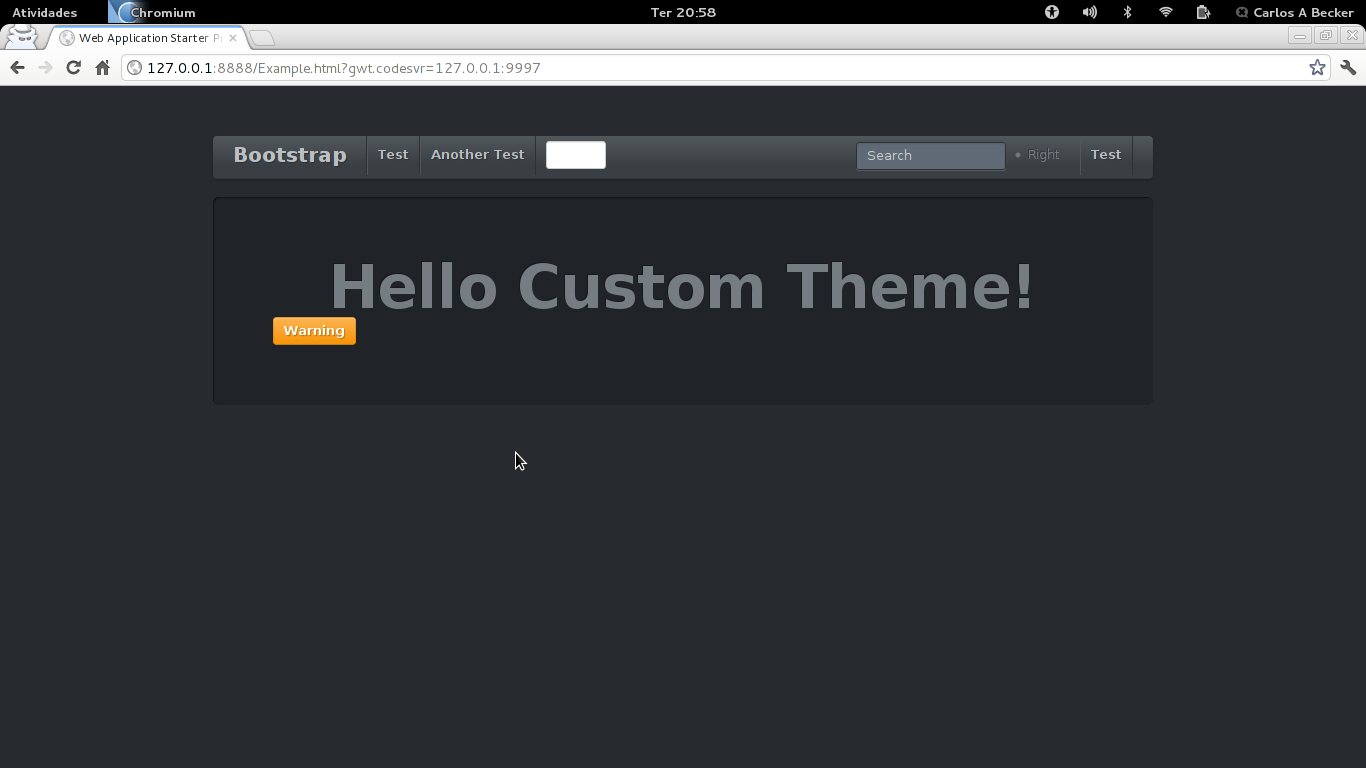 Atividades Chromium Ter 20:58 Carlos A Becker
Web Application Starter P
127.0.0.1:8888/Example.html?gwt.codesvr=127.0.0.1:9997
Bootstrap Test Another Test Search • Right Test
Hello Custom Theme!
Warning